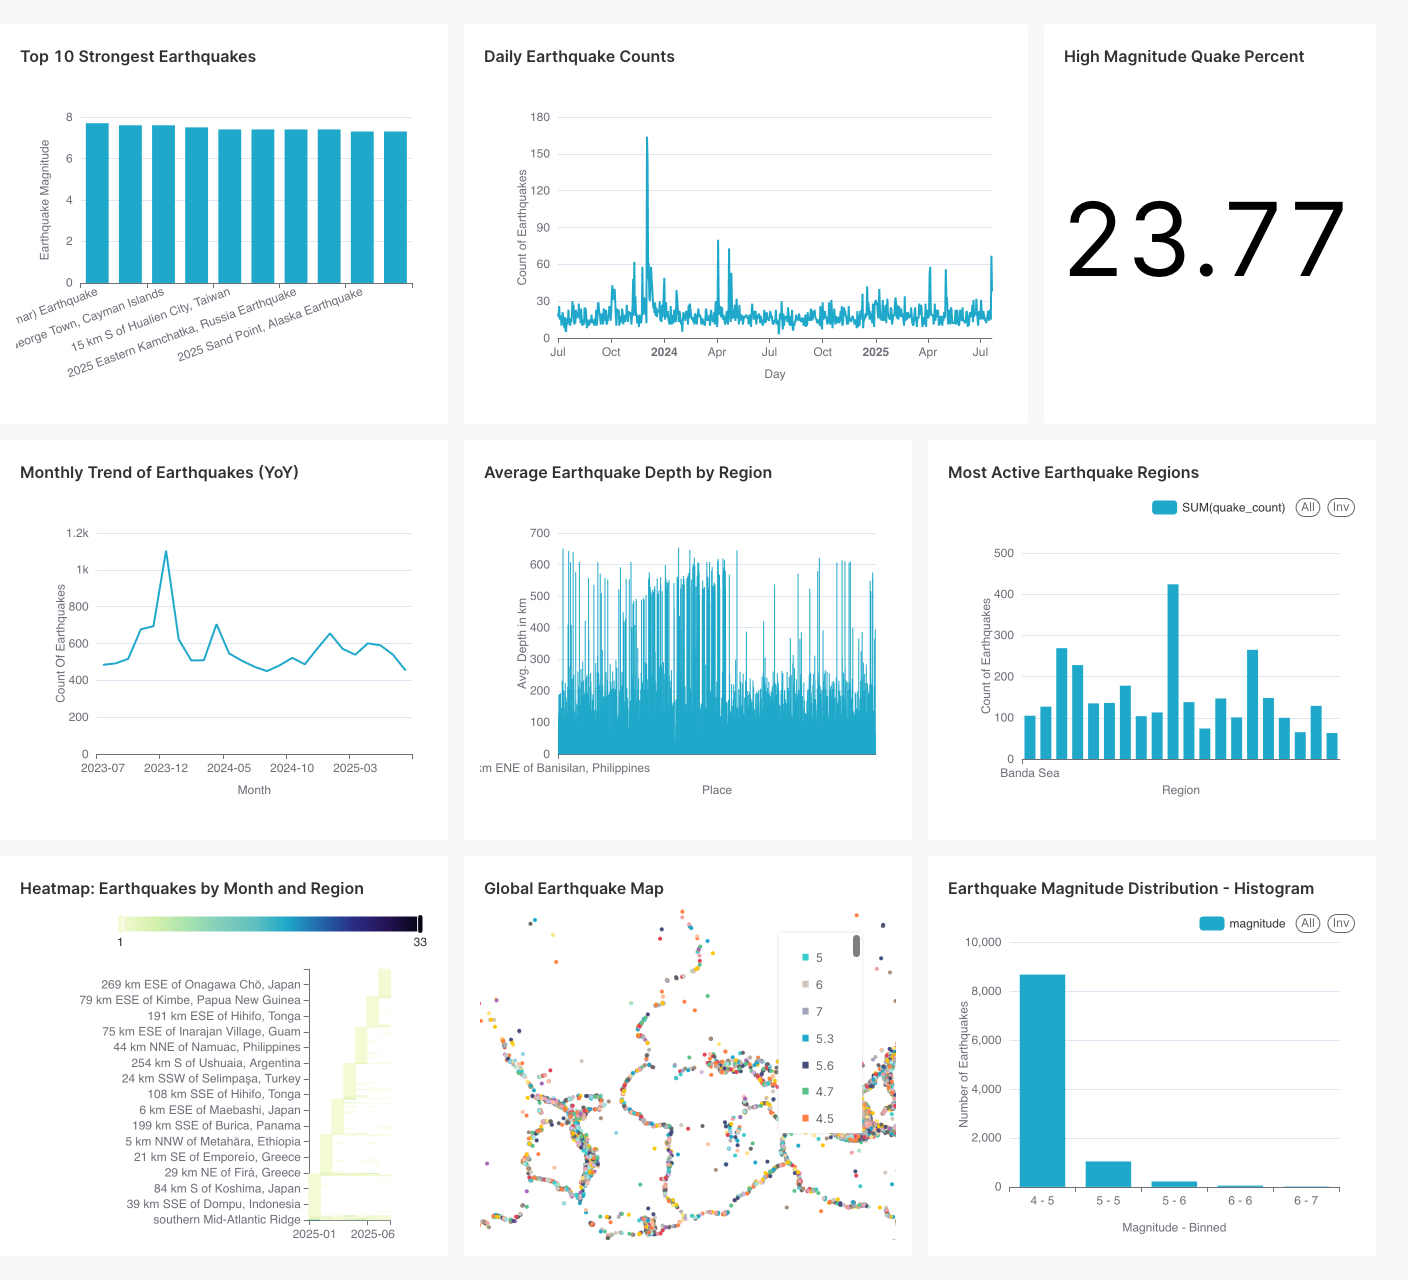 Top 10 Strongest Earthquakes
8
6
4
2
0
Earthquake Magnitude
Earthquake
Town, Cayman Islands
15 km S of Hualien City, Taiwan
2025 Eastern Kamchatka, Russia Earthquake
2025 Sand Point, Alaska Earthquake
Daily Earthquake Counts
180
150
120
90
60
30
0
Count of Earthquakes
Jul Oct 2024 Apr Jul Oct 2025 Apr Jul
Day
High Magnitude Quake Percent
23.77
Monthly Trend of Earthquakes (YoY)
1.2k
1k
800
600
400
200
0
Count Of Earthquakes
2023-07 2023-12 2024-05 2024-10 2025-03
Month
Average Earthquake Depth by Region
700
600
500
400
300
200
100
0
Avg. Depth in km
ENE of Banisilan, Philippines
Place
Most Active Earthquake Regions
SUM(quake_count) All Inv
500
400
300
200
100
0
Count of Earthquakes
Banda Sea
Region
Heatmap: Earthquakes by Month and Region
1 33
269 km ESE of Onagawa Chō, Japan
79 km ESE of Kimbe, Papua New Guinea
191 km ESE of Hihifo, Tonga
75 km ESE of Inarajan Village, Guam
44 km NNE of Namuac, Philippines
254 km S of Ushuaia, Argentina
24 km SSW of Selimpaşa, Turkey
108 km SSE of Hihifo, Tonga
6 km ESE of Maebashi, Japan
199 km SSE of Burica, Panama
5 km NNW of Metahāra, Ethiopia
21 km SE of Emporeío, Greece
29 km NE of Firá, Greece
84 km S of Koshima, Japan
39 km SSE of Dompu, Indonesia
southern Mid-Atlantic Ridge
2025-01 2025-06
Global Earthquake Map
5
6
7
5.3
5.6
4.7
4.5
Earthquake Magnitude Distribution - Histogram
magnitude All Inv
10,000
8,000
6,000
4,000
2,000
0
Number of Earthquakes
4 - 5 5 - 5 5 - 6 6 - 6 6 - 7
Magnitude - Binned